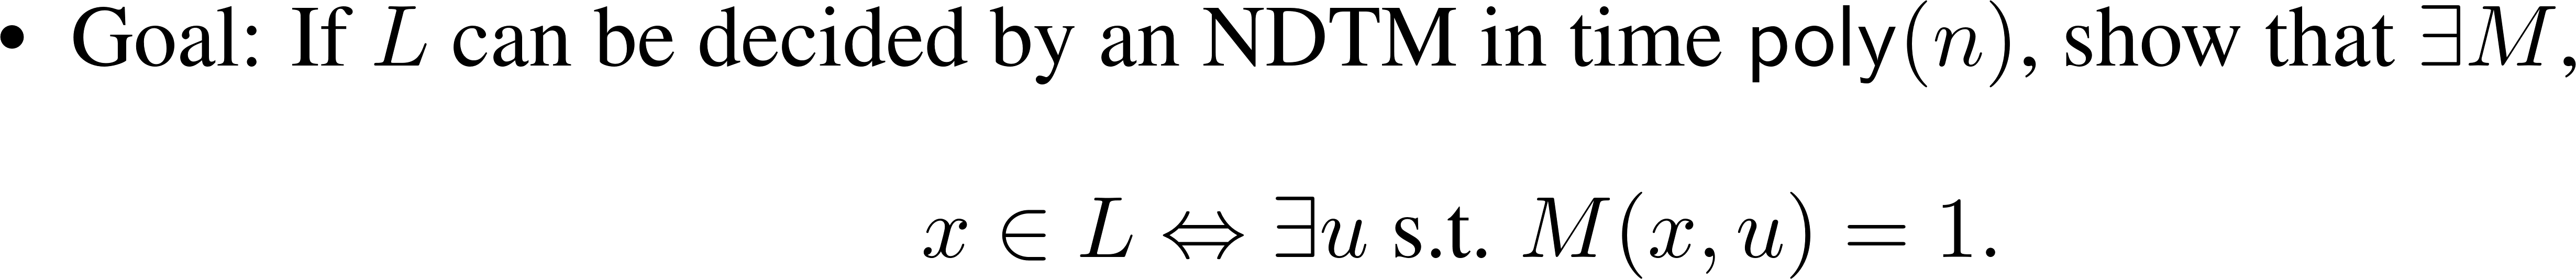 • Goal: If L can be decided by an NDTM in time poly(n), show that ∃M,
x ∈ L ⇔ ∃u s.t. M(x, u) = 1.